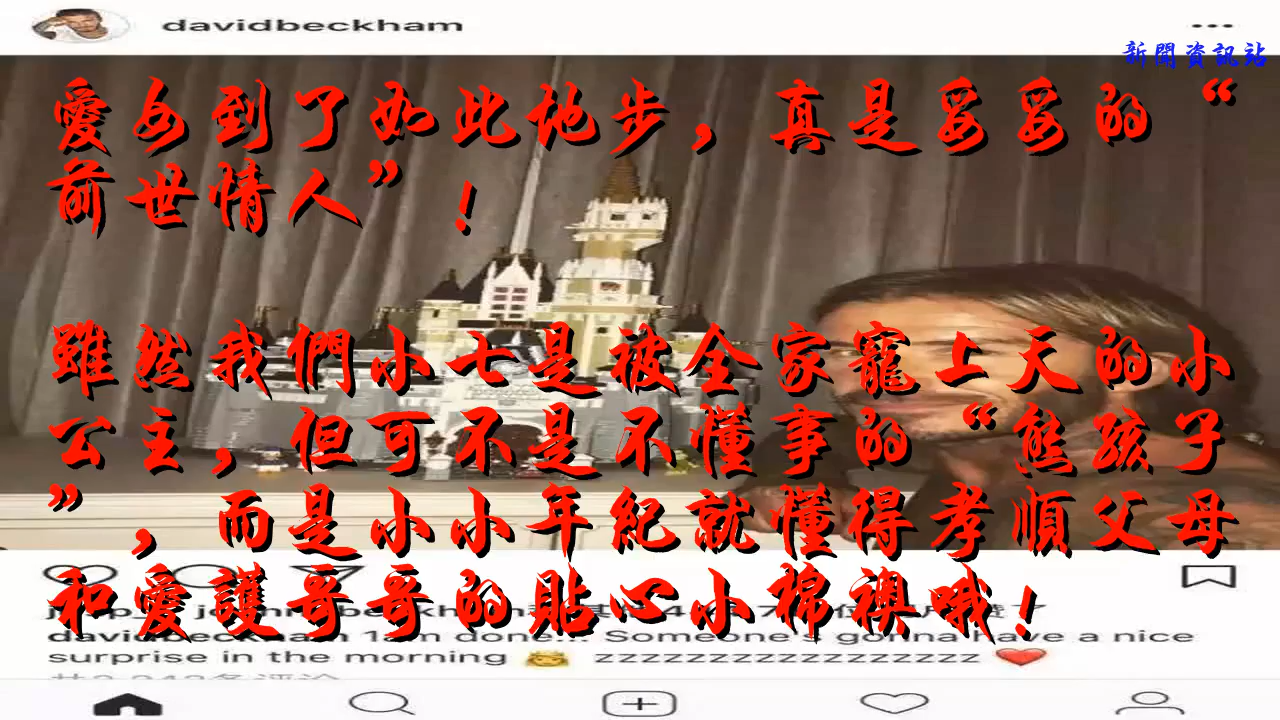 davidbeckham
新聞資訊站
愛女到了如此地步，真是妥妥的“
前世情人”！
雖然我們小七是被全家寵上天的小
公主，但可不是不懂事的“熊孩子
”，而是小小年紀就懂得孝順父母
和愛護哥哥的貼心小棉襖哦！
davidbeckham 1am done... Someone's gonna have a nice
surprise in the morning 👸 zzzzzzzzzzzzzzzzzz ❤️